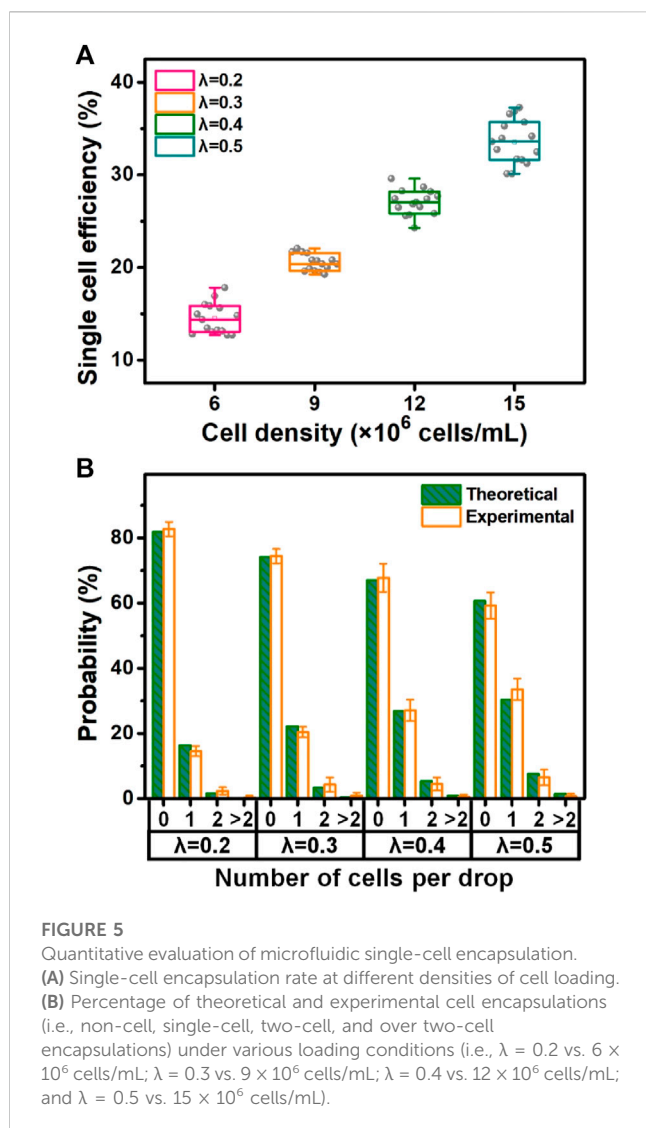 A
λ=0.2
λ=0.3
λ=0.4
λ=0.5
40
30
20
10
Single cell efficiency (%)
6 9 12 15
Cell density (×10⁶ cells/mL)
B
Theoretical
Experimental
80
60
40
20
0
Probability (%)
0 1 2 >2 0 1 2 >2 0 1 2 >2 0 1 2 >2
λ=0.2 λ=0.3 λ=0.4 λ=0.5
Number of cells per drop
FIGURE 5
Quantitative evaluation of microfluidic single-cell encapsulation.
(A) Single-cell encapsulation rate at different densities of cell loading.
(B) Percentage of theoretical and experimental cell encapsulations
(i.e., non-cell, single-cell, two-cell, and over two-cell
encapsulations) under various loading conditions (i.e., λ = 0.2 vs. 6 ×
10⁶ cells/mL; λ = 0.3 vs. 9 × 10⁶ cells/mL; λ = 0.4 vs. 12 × 10⁶ cells/mL;
and λ = 0.5 vs. 15 × 10⁶ cells/mL).